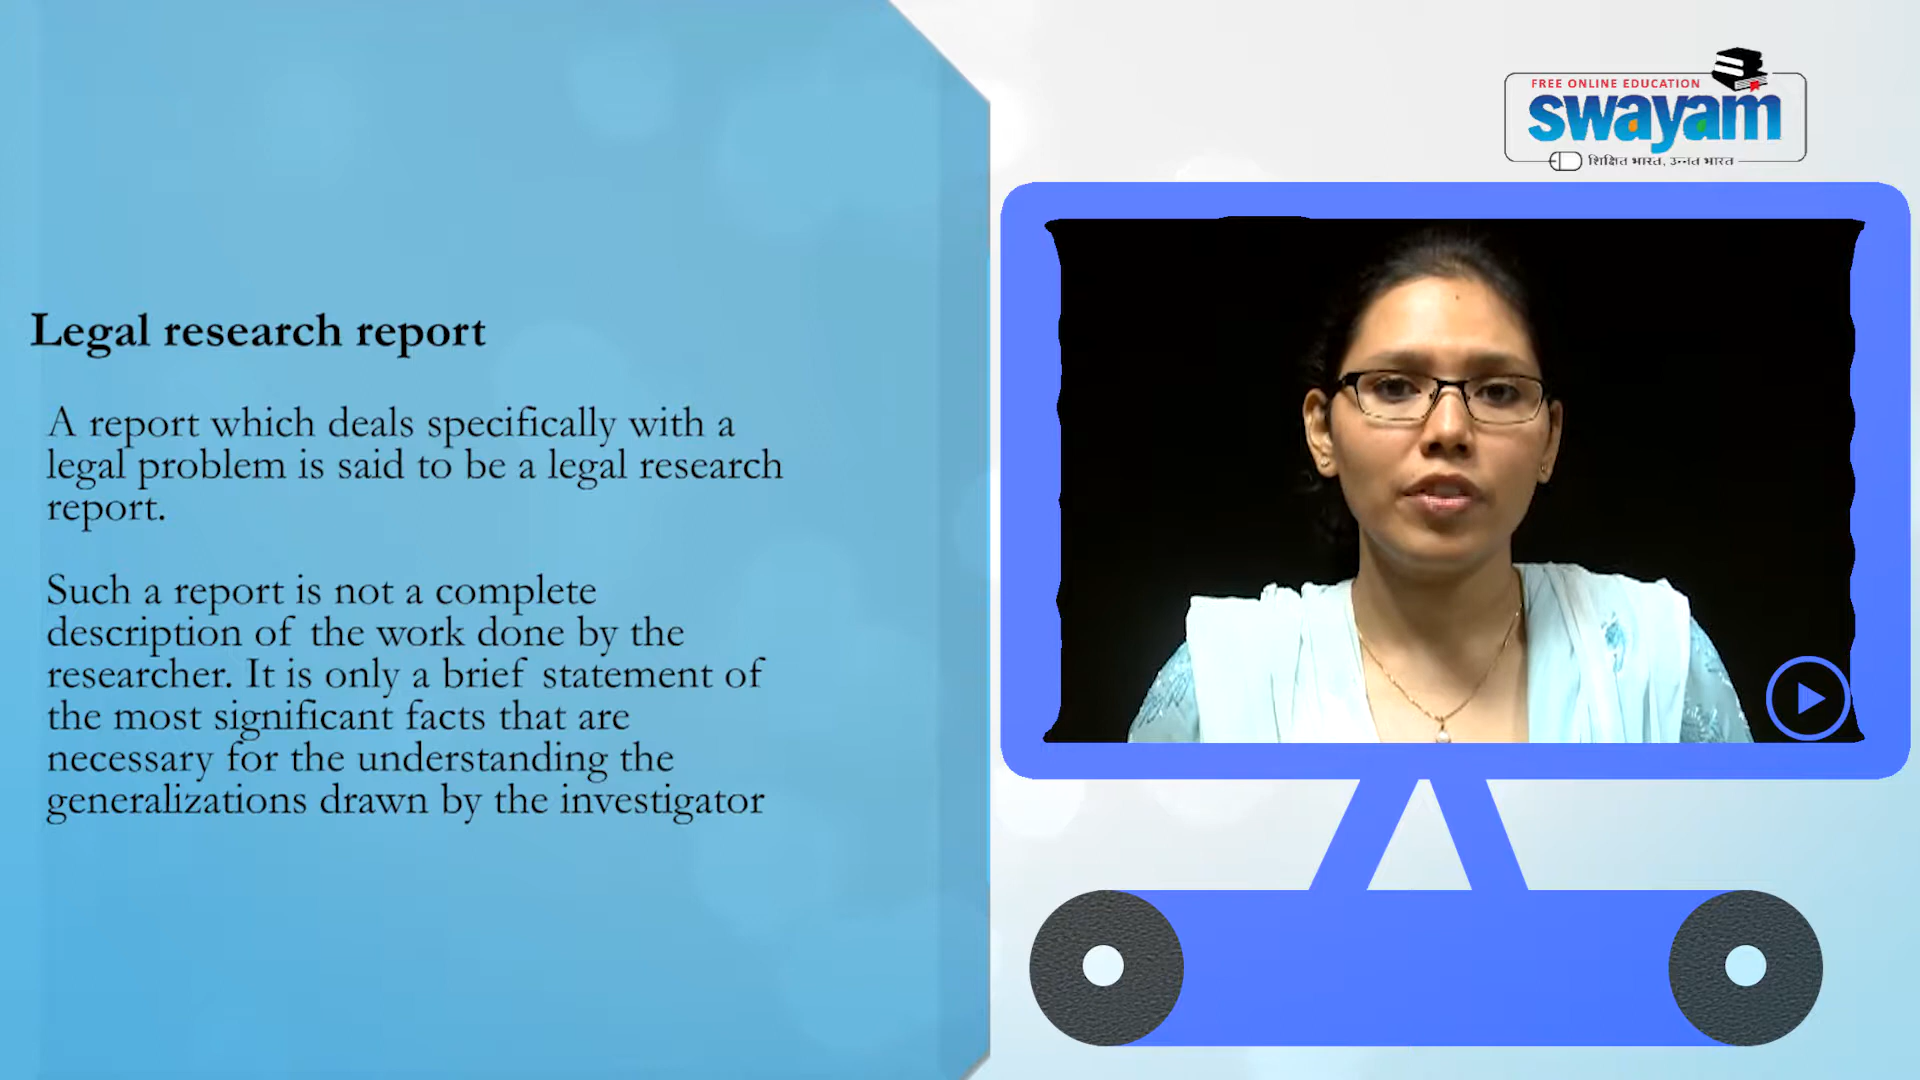 FREE ONLINE EDUCATION
swayam
शिक्षित भारत, उन्नत भारत
Legal research report
A report which deals specifically with a
legal problem is said to be a legal research
report.
Such a report is not a complete
description of the work done by the
researcher. It is only a brief statement of
the most significant facts that are
necessary for the understanding the
generalizations drawn by the investigator